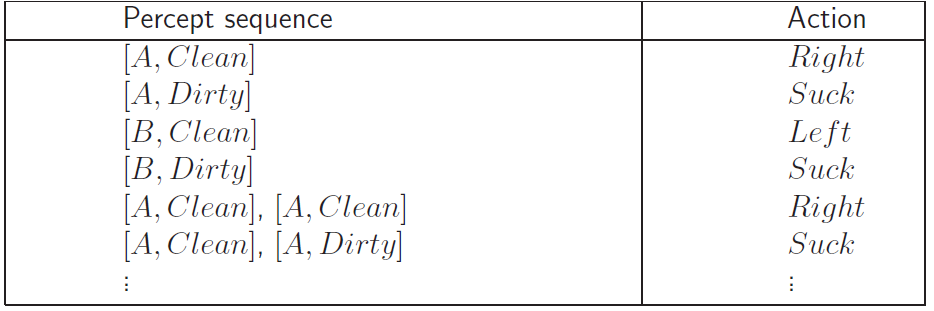 Percept sequence Action
[A, Clean] Right
[A, Dirty] Suck
[B, Clean] Left
[B, Dirty] Suck
[A, Clean], [A, Clean] Right
[A, Clean], [A, Dirty] Suck
⋮ ⋮